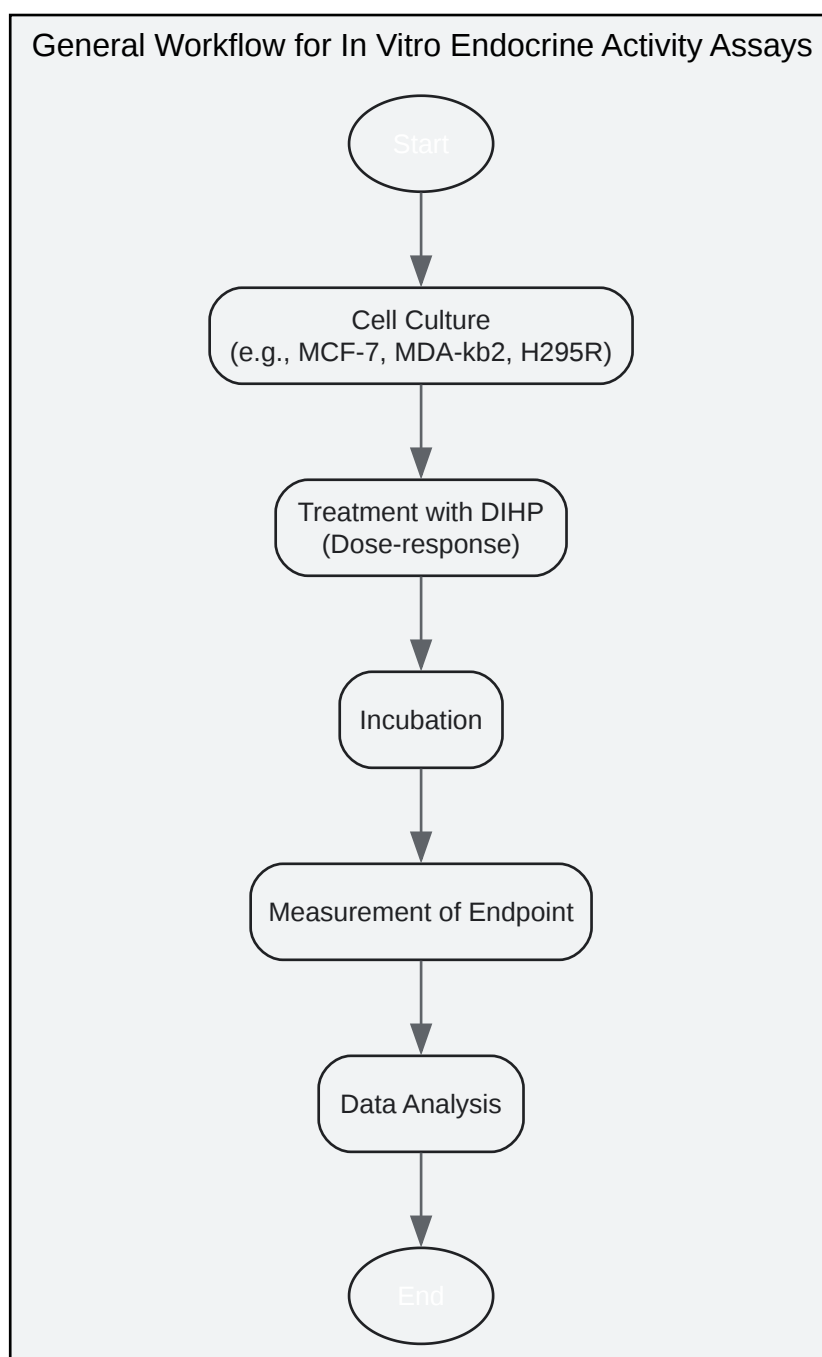 General Workflow for In Vitro Endocrine Activity Assays
Start
Cell Culture
(e.g., MCF-7, MDA-kb2, H295R)
Treatment with DIHP
(Dose-response)
Incubation
Measurement of Endpoint
Data Analysis
End